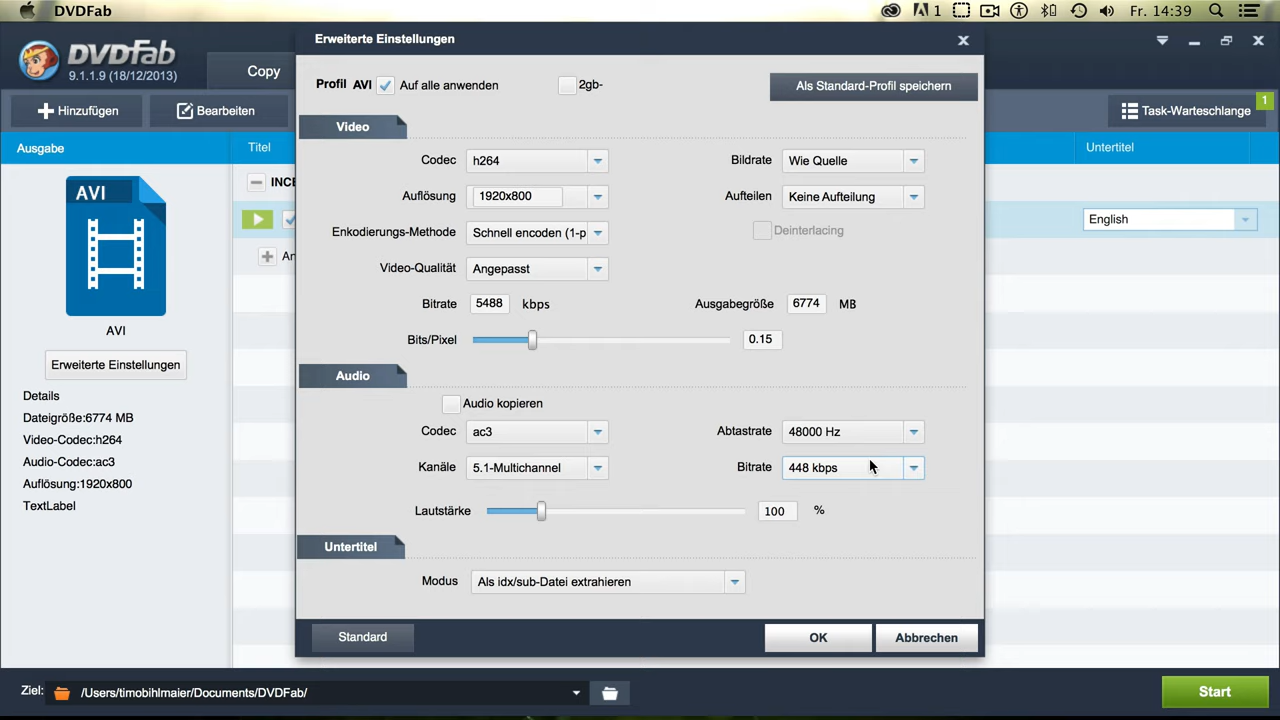 DVDFab
1
Fr. 14:39
DVDFab
9.1.1.9 (18/12/2013)
Copy
Erweiterte Einstellungen
Hinzufügen
Bearbeiten
Task-Warteschlange
1
Profil AVI Auf alle anwenden
2gb-
Als Standard-Profil speichern
Ausgabe
Titel
Untertitel
Video
Codec h264
Bildrate Wie Quelle
Auflösung 1920x800
Aufteilen Keine Aufteilung
Enkodierungs-Methode Schnell encoden (1-p
Deinterlacing
Video-Qualität Angepasst
Bitrate 5488 kbps
Ausgabegröße 6774 MB
Bits/Pixel 0.15
Audio
Audio kopieren
Codec ac3
Abtastrate 48000 Hz
Kanäle 5.1-Multichannel
Bitrate 448 kbps
Lautstärke 100 %
Untertitel
Modus Als idx/sub-Datei extrahieren
Standard
OK
Abbrechen
AVI
AVI
Erweiterte Einstellungen
Details
Dateigröße:6774 MB
Video-Codec:h264
Audio-Codec:ac3
Auflösung:1920x800
TextLabel
English
Ziel: /Users/timobihlmaier/Documents/DVDFab/
Start